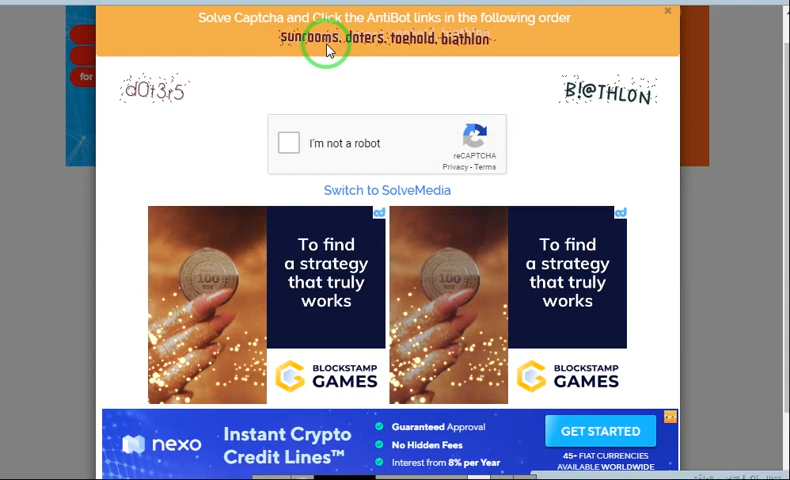 Solve Captcha and Click the AntiBot links in the following order
sunrooms, doters, toehold, biathlon
for
d0t3r5
B!@THLON
I'm not a robot
reCAPTCHA
Privacy - Terms
Switch to SolveMedia
To find
a strategy
that truly
works
100
BLOCKSTAMP
GAMES
To find
a strategy
that truly
works
100
BLOCKSTAMP
GAMES
nexo
Instant Crypto
Credit Lines™
Guaranteed Approval
No Hidden Fees
Interest from 8% per Year
GET STARTED
45+ FIAT CURRENCIES
AVAILABLE WORLDWIDE